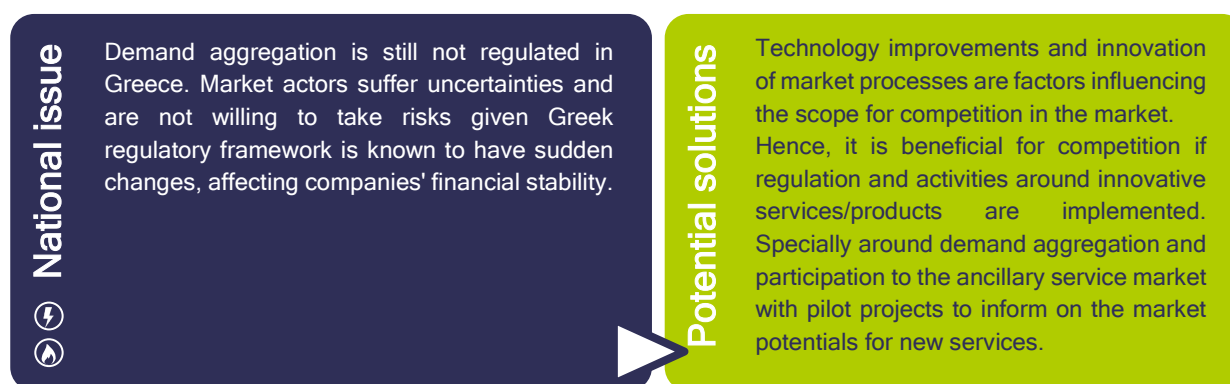 National issue
Demand aggregation is still not regulated in
Greece. Market actors suffer uncertainties and
are not willing to take risks given Greek
regulatory framework is known to have sudden
changes, affecting companies' financial stability.
Potential solutions
Technology improvements and innovation
of market processes are factors influencing
the scope for competition in the market.
Hence, it is beneficial for competition if
regulation and activities around innovative
services/products are implemented.
Specially around demand aggregation and
participation to the ancillary service market
with pilot projects to inform on the market
potentials for new services.